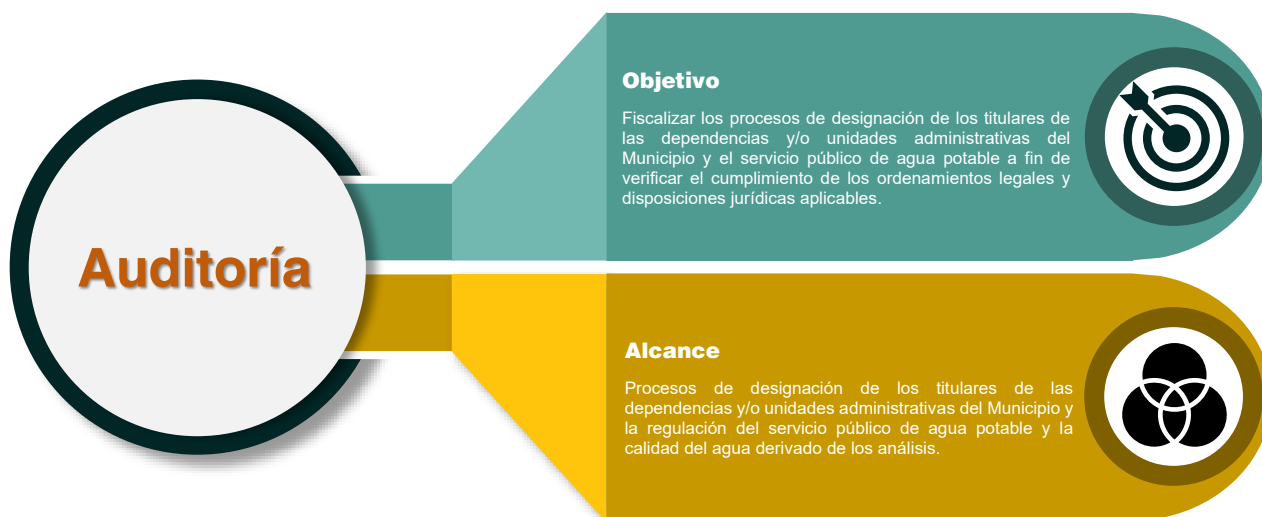 Auditoría
Objetivo
Fiscalizar los procesos de designación de los titulares de
las dependencias y/o unidades administrativas del
Municipio y el servicio público de agua potable a fin de
verificar el cumplimiento de los ordenamientos legales y
disposiciones jurídicas aplicables.
Alcance
Procesos de designación de los titulares de las
dependencias y/o unidades administrativas del Municipio y
la regulación del servicio público de agua potable y la
calidad del agua derivado de los análisis.